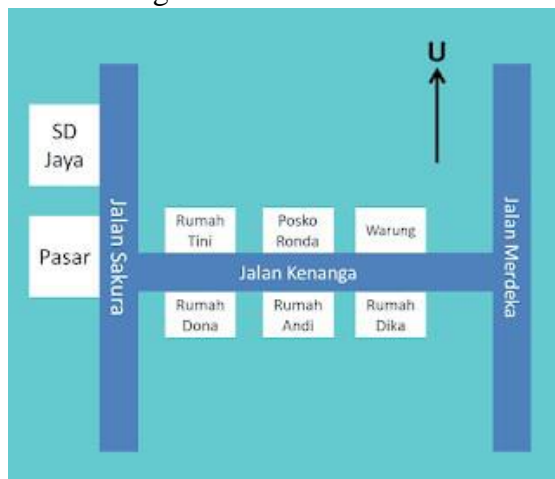 U
SD
Jaya
Pasar
Jalan Sakura
Rumah
Tini
Posko
Ronda
Warung
Jalan Kenanga
Rumah
Dona
Rumah
Andi
Rumah
Dika
Jalan Merdeka